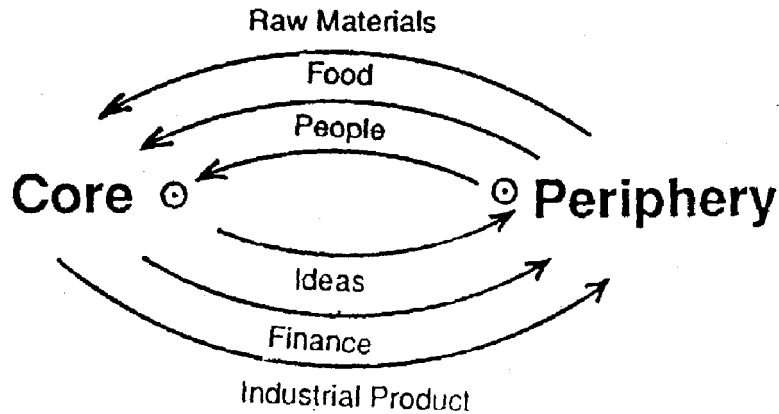 Raw Materials
Food
People
Core
Periphery
Ideas
Finance
Industrial Product